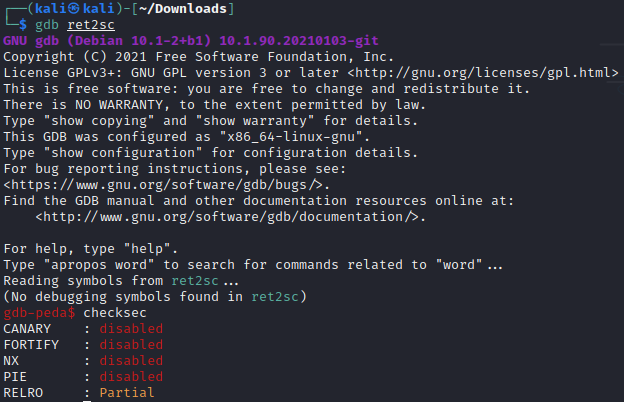 ┌──(kali㉿kali)-[~/Downloads]
└─$ gdb ret2sc
GNU gdb (Debian 10.1-2+b1) 10.1.90.20210103-git
Copyright (C) 2021 Free Software Foundation, Inc.
License GPLv3+: GNU GPL version 3 or later <http://gnu.org/licenses/gpl.html>
This is free software: you are free to change and redistribute it.
There is NO WARRANTY, to the extent permitted by law.
Type "show copying" and "show warranty" for details.
This GDB was configured as "x86_64-linux-gnu".
Type "show configuration" for configuration details.
For bug reporting instructions, please see:
<https://www.gnu.org/software/gdb/bugs/>.
Find the GDB manual and other documentation resources online at:
    <http://www.gnu.org/software/gdb/documentation/>.

For help, type "help".
Type "apropos word" to search for commands related to "word"...
Reading symbols from ret2sc...
(No debugging symbols found in ret2sc)
gdb-peda$ checksec
CANARY    : disabled
FORTIFY   : disabled
NX        : disabled
PIE       : disabled
RELRO     : Partial